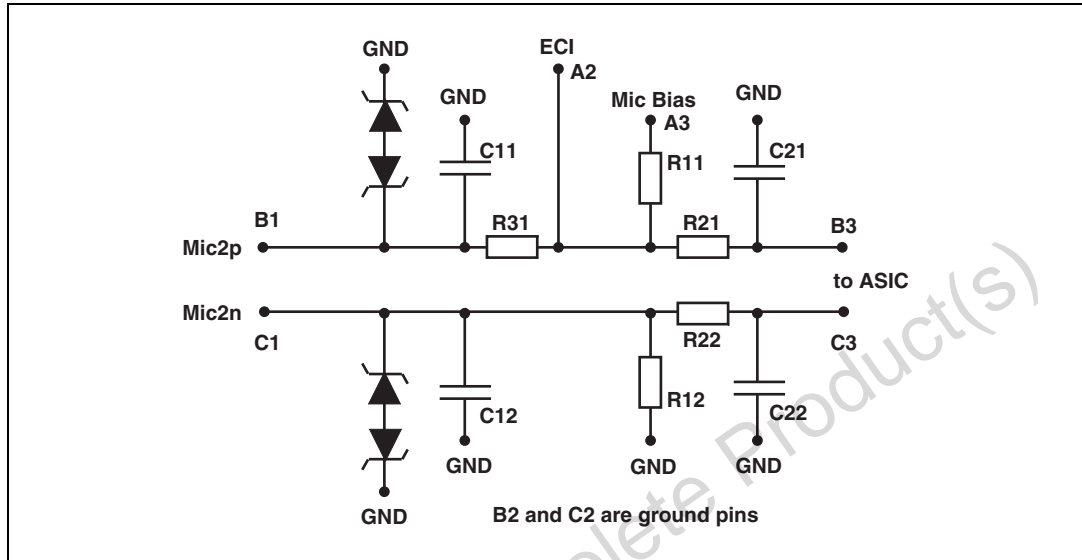 GND
ECI
A2
GND
Mic Bias
A3
GND
C11
R11
C21
B1
R31
R21
B3
Mic2p
to ASIC
Mic2n
C1
R22
C3
C12
R12
C22
GND
GND
GND
GND
B2 and C2 are ground pins
lete Product(s)